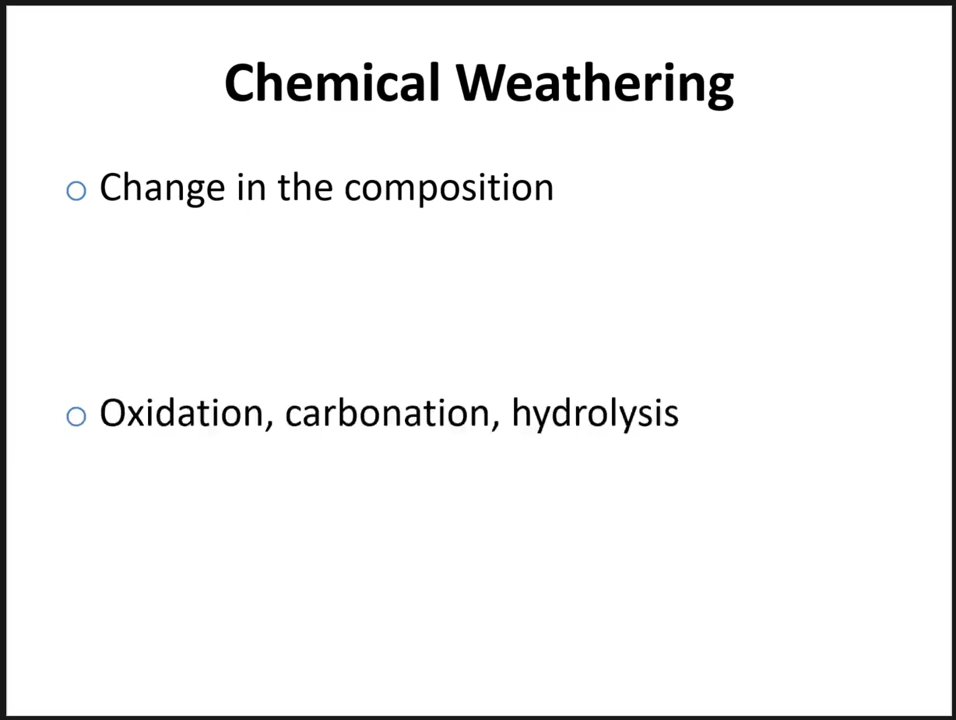 Chemical Weathering
○ Change in the composition
○ Oxidation, carbonation, hydrolysis